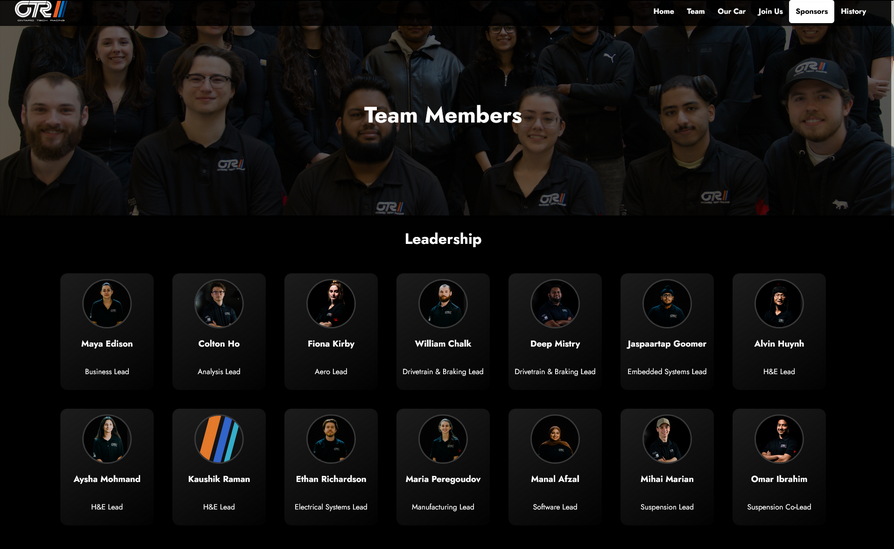 OTR
Home Team Our Car Join Us Sponsors History
Team Members
Leadership
Maya Edison
Business Lead
Colton Ho
Analysis Lead
Fiona Kirby
Aero Lead
William Chalk
Drivetrain & Braking Lead
Deep Mistry
Drivetrain & Braking Lead
Jaspaartap Goomer
Embedded Systems Lead
Alvin Huynh
H&E Lead
Aysha Mohmand
H&E Lead
Kaushik Raman
H&E Lead
Ethan Richardson
Electrical Systems Lead
Maria Peregoudov
Manufacturing Lead
Manal Afzal
Software Lead
Mihai Marian
Suspension Lead
Omar Ibrahim
Suspension Co-Lead